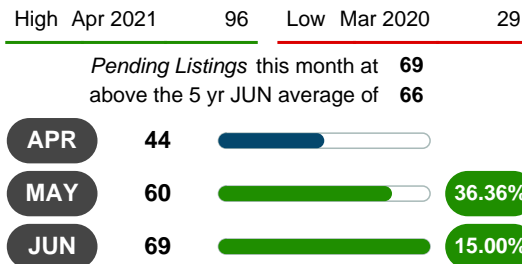 High Apr 2021 96 Low Mar 2020 29
Pending Listings this month at 69
above the 5 yr JUN average of 66
APR 44
MAY 60 36.36%
JUN 69 15.00%